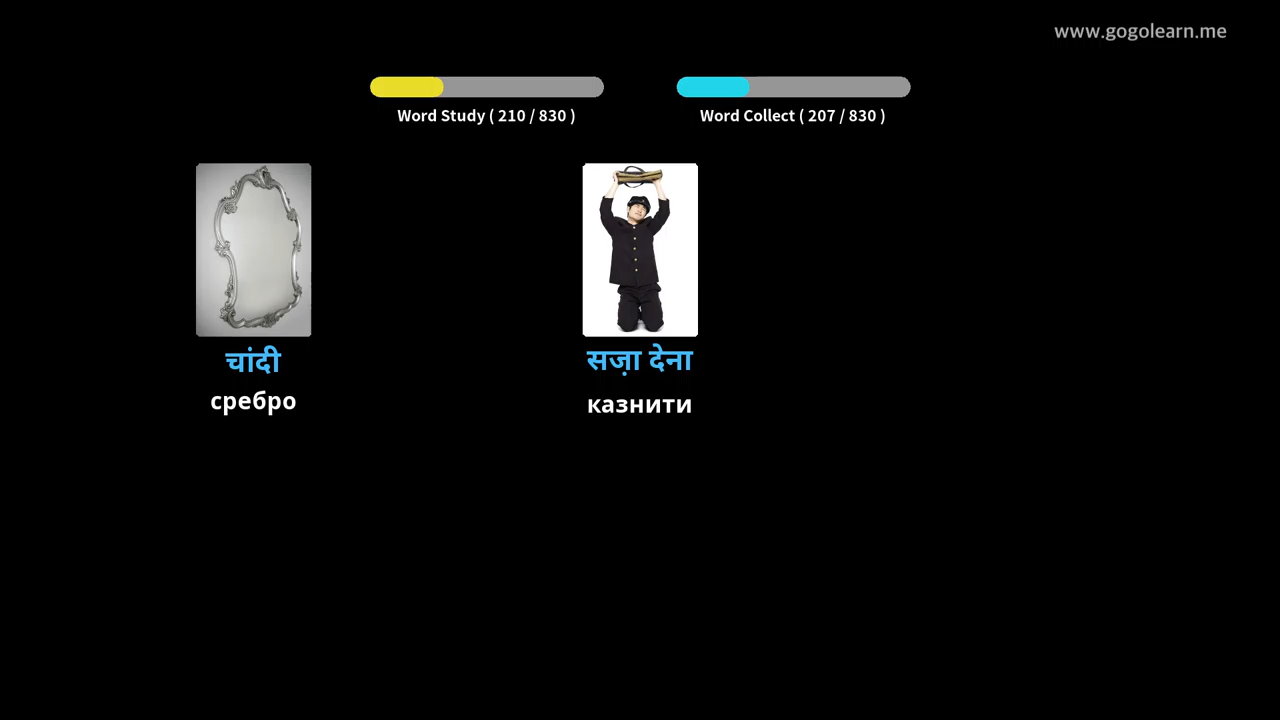 www.gogolearn.me
Word Study ( 210 / 830 )
Word Collect ( 207 / 830 )
चांदी
сребро
सज़ा देना
казнити